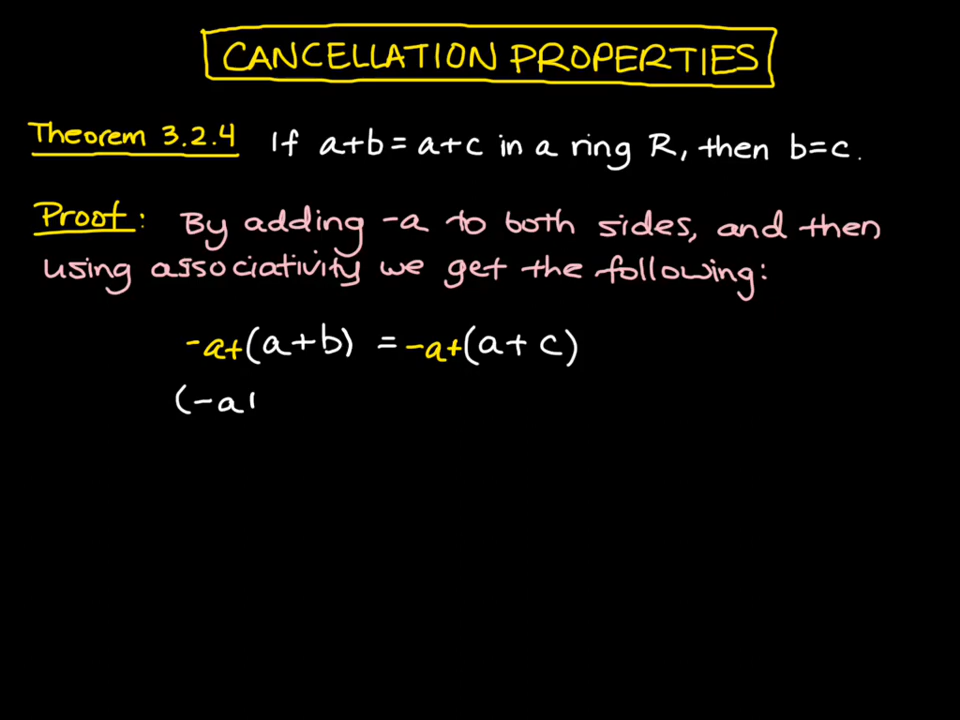 CANCELLATION PROPERTIES
Theorem 3.2.4 If a+b = a+c in a ring R, then b=c.
Proof: By adding -a to both sides, and then
using associativity we get the following:
-a+(a+b) = -a+(a+c)
(-a